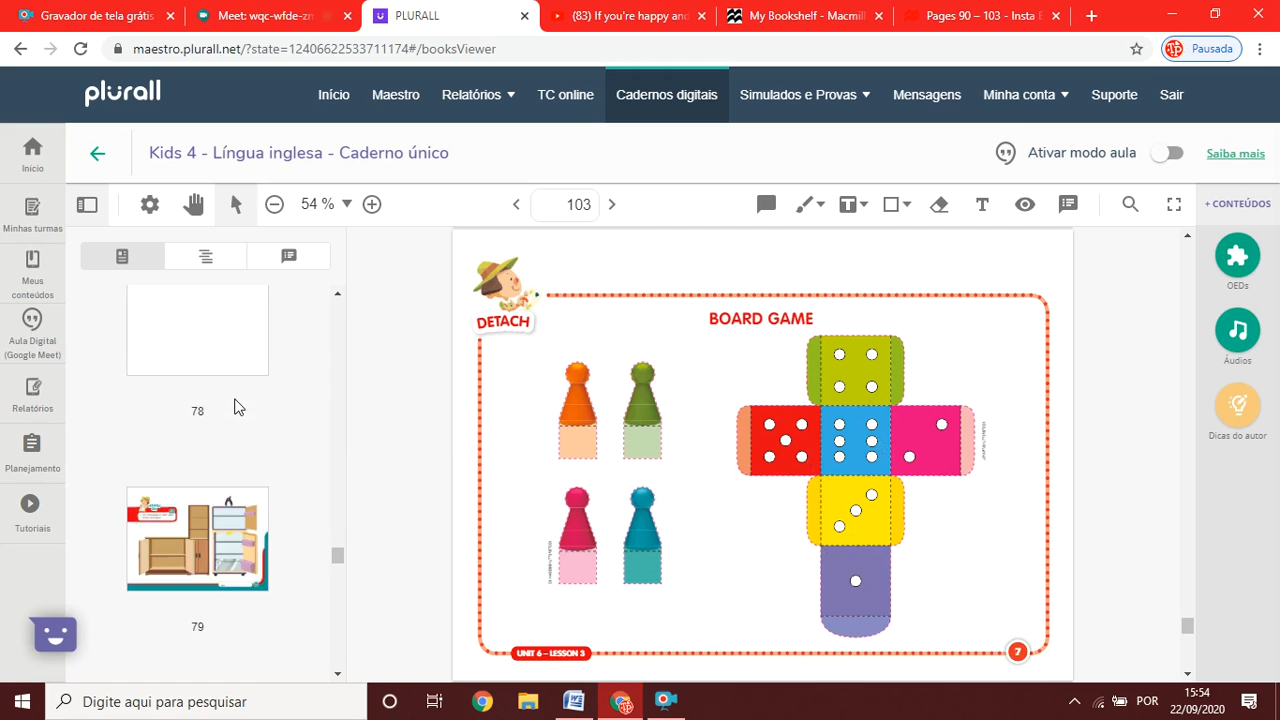 Gravador de tela grátis
Meet: wqc-wfde-zn
PLURALL
(83) If you're happy and
My Bookshelf - Macmill
Pages 90 – 103 - Insta E
maestro.plurall.net/?state=12406622533711174#/booksViewer
Pausada
plurall
Início
Maestro
Relatórios
TC online
Cadernos digitais
Simulados e Provas
Mensagens
Minha conta
Suporte
Sair
Início
Kids 4 - Língua inglesa - Caderno único
Ativar modo aula
Saiba mais
54 %
103
+ CONTEÚDOS
Minhas turmas
Meus
conteúdos
Aula Digital
(Google Meet)
Relatórios
Planejamento
Tutoriais
78
79
DETACH
BOARD GAME
UNIT 6 – LESSON 3
7
OEDs
Áudios
Dicas do autor
Digite aqui para pesquisar
POR
15:54
22/09/2020